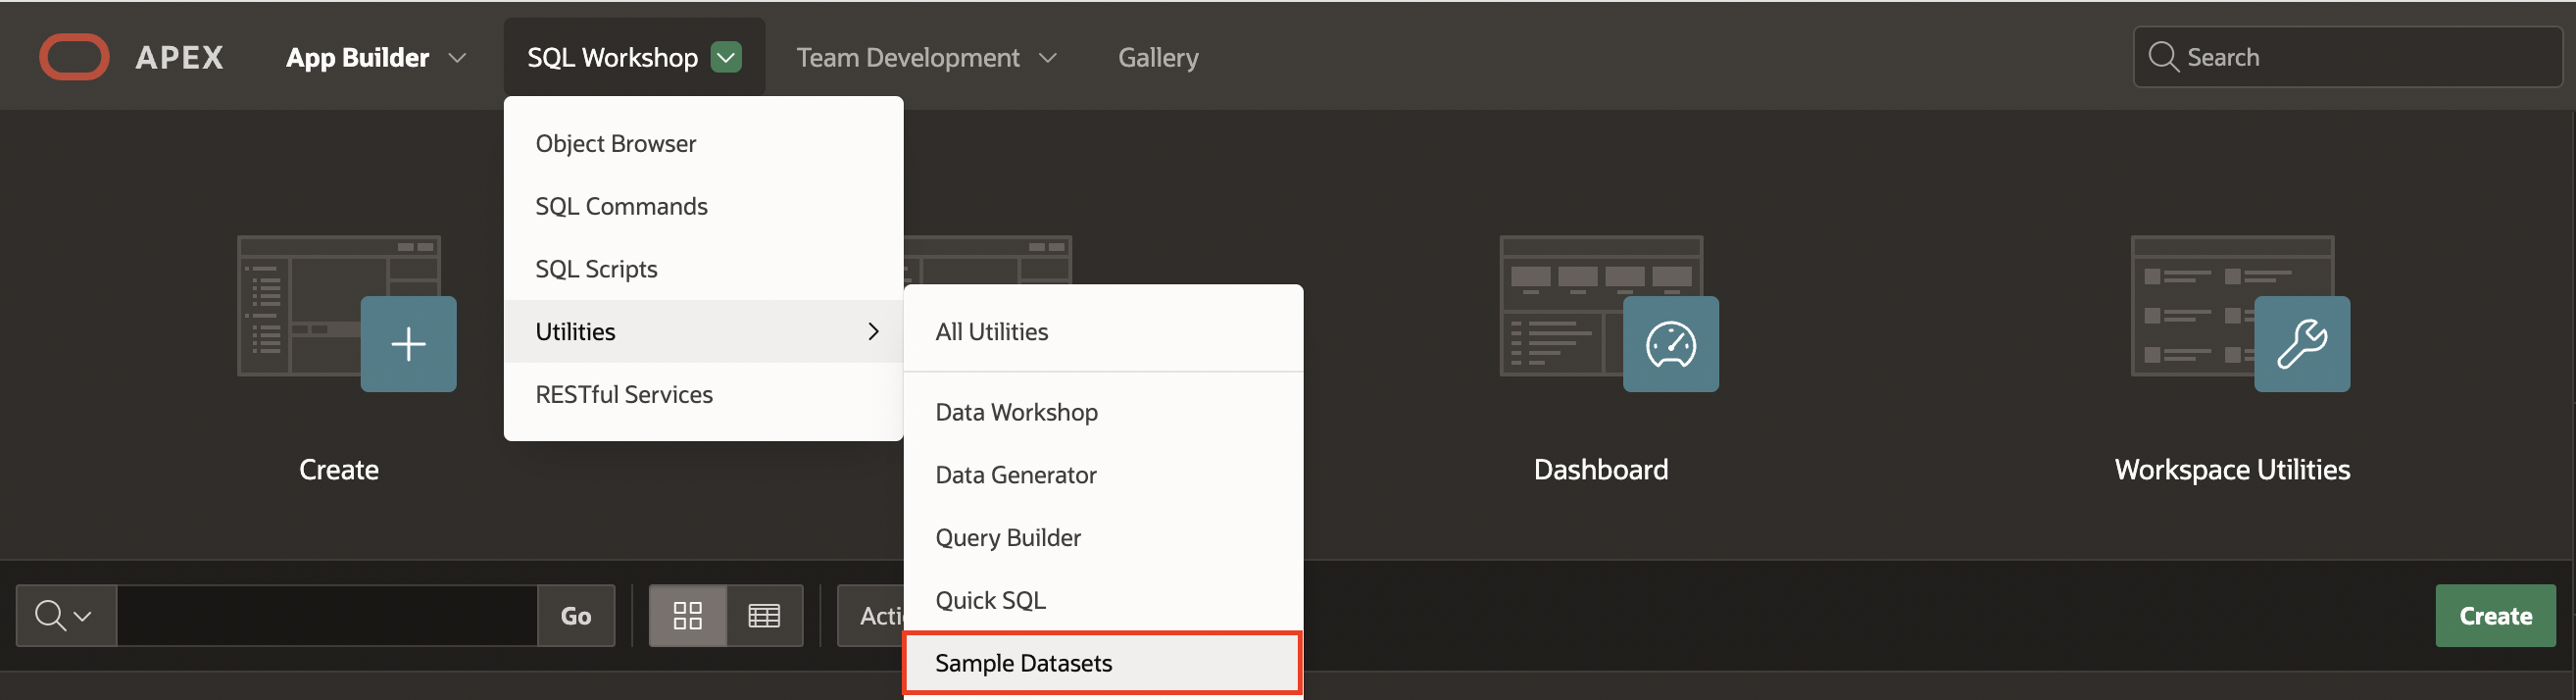 APEX App Builder SQL Workshop Team Development Gallery Search
Object Browser
SQL Commands
SQL Scripts
Utilities
RESTful Services
All Utilities
Data Workshop
Data Generator
Query Builder
Quick SQL
Sample Datasets
Create
Dashboard
Workspace Utilities
Go
Acti
Create